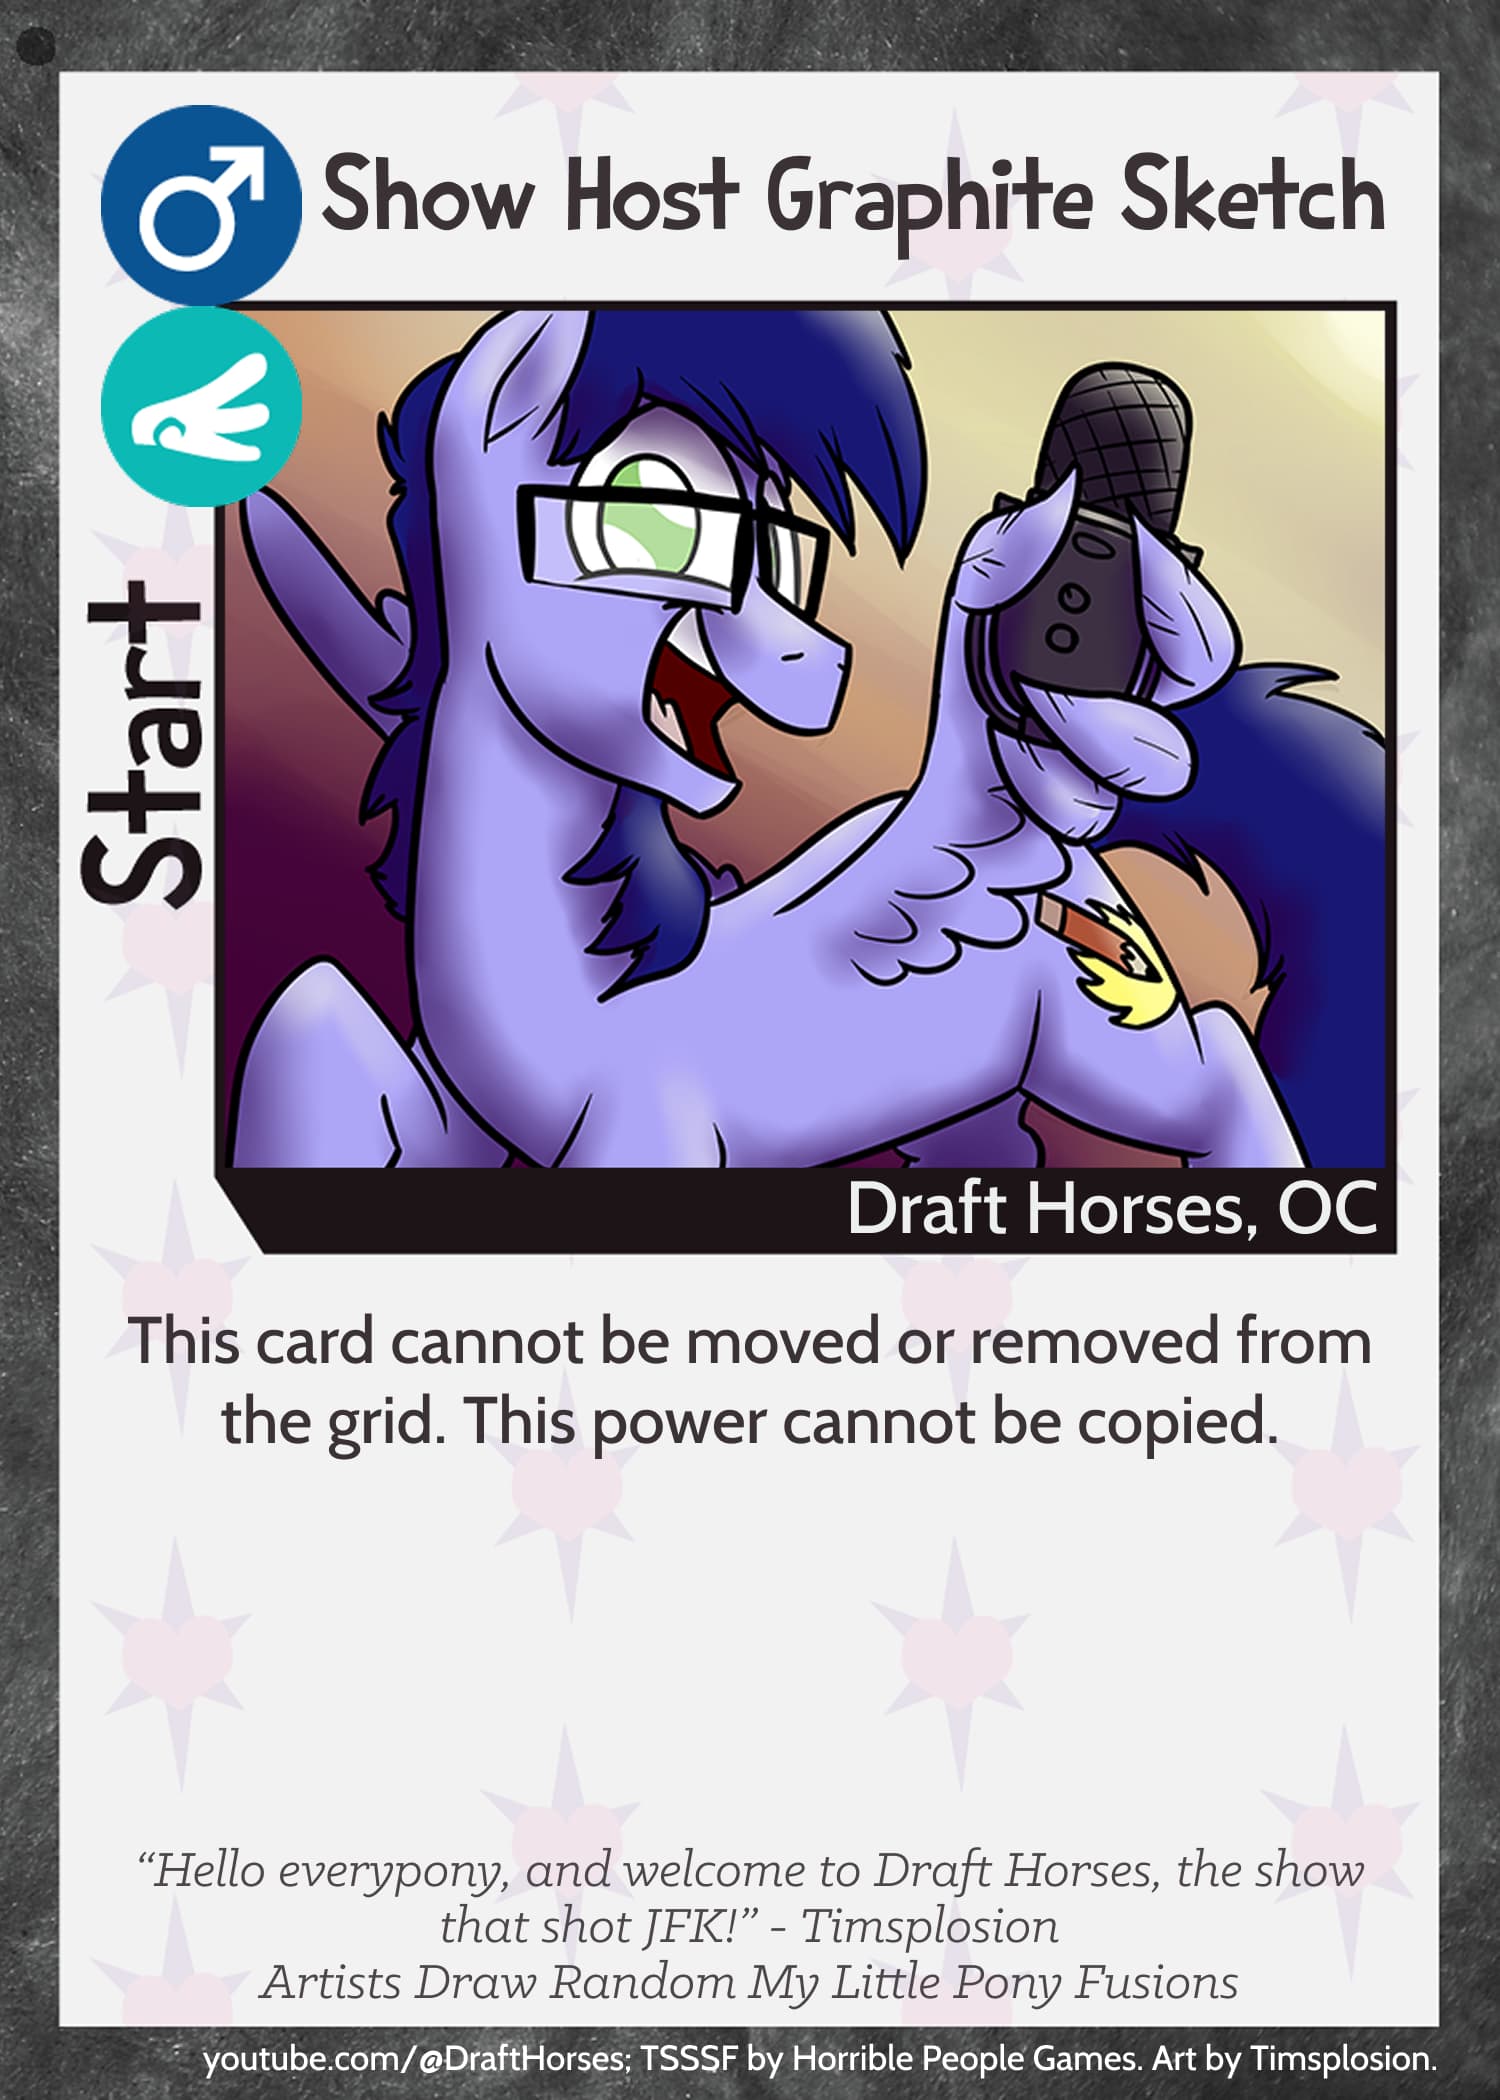 Show Host Graphite Sketch
Start
Draft Horses, OC
This card cannot be moved or removed from
the grid. This power cannot be copied.
“Hello everypony, and welcome to Draft Horses, the show
that shot JFK!” - Timsplosion
Artists Draw Random My Little Pony Fusions
youtube.com/@DraftHorses; TSSSF by Horrible People Games. Art by Timsplosion.